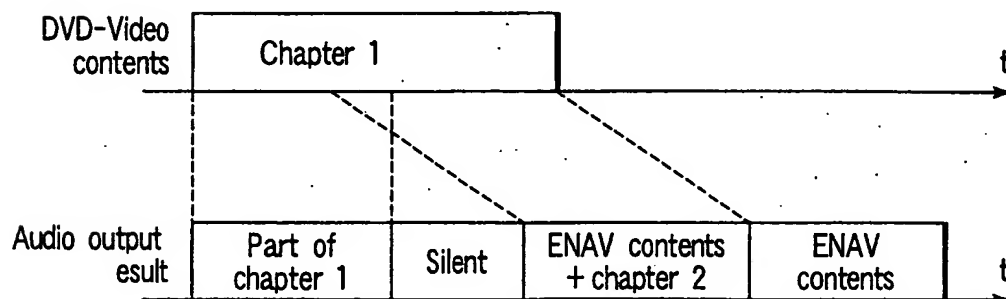 DVD-Video
contents
Chapter 1
t
Audio output
esult
Part of
chapter 1
Silent
ENAV contents
+ chapter 2
ENAV
contents
t